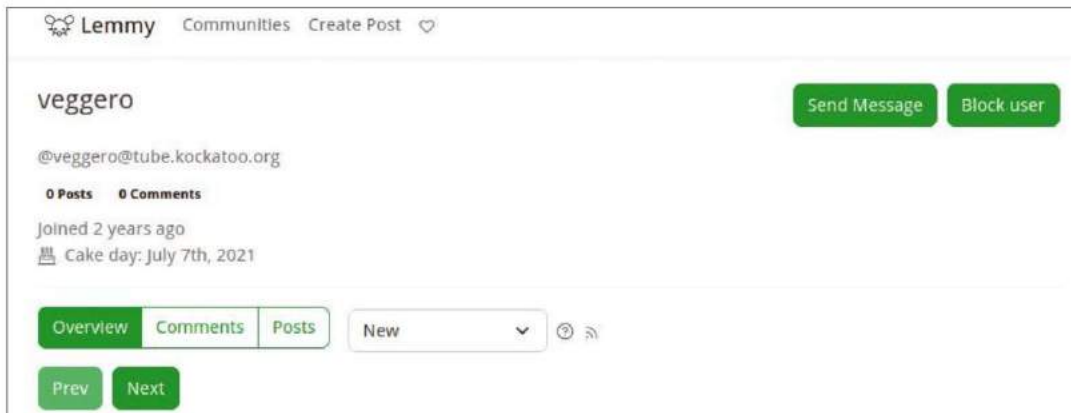 Lemmy Communities Create Post
veggero Send Message Block user
@veggero@tube.kockatoo.org
0 Posts 0 Comments
Joined 2 years ago
Cake day: July 7th, 2021
Overview Comments Posts New
Prev Next